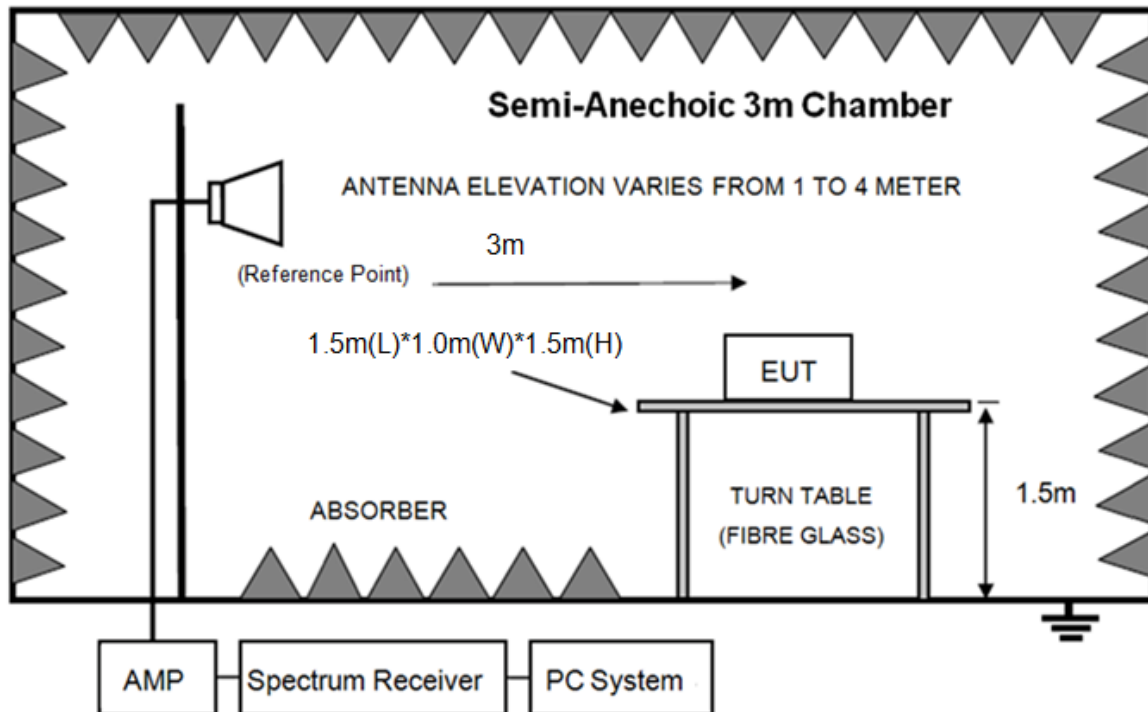 Semi-Anechoic 3m Chamber
ANTENNA ELEVATION VARIES FROM 1 TO 4 METER
3m
(Reference Point)
1.5m(L)*1.0m(W)*1.5m(H)
EUT
1.5m
TURN TABLE
(FIBRE GLASS)
ABSORBER
AMP
Spectrum Receiver
PC System